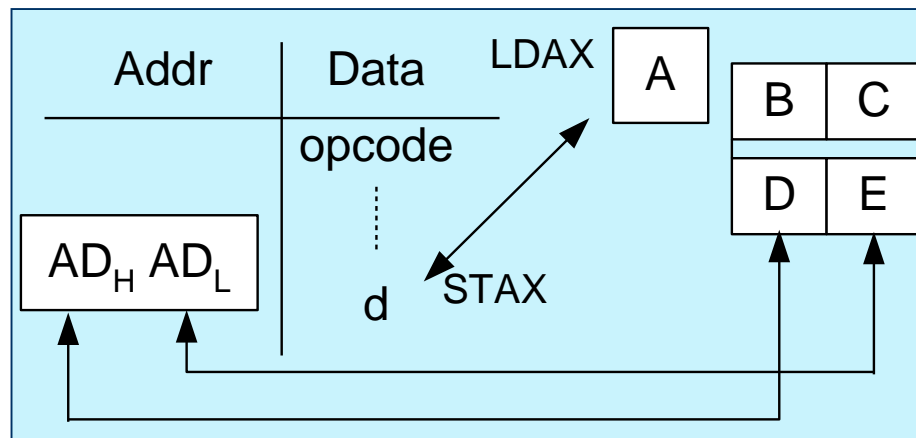 Addr Data LDAX A
B C
opcode
D E
AD_H AD_L d STAX